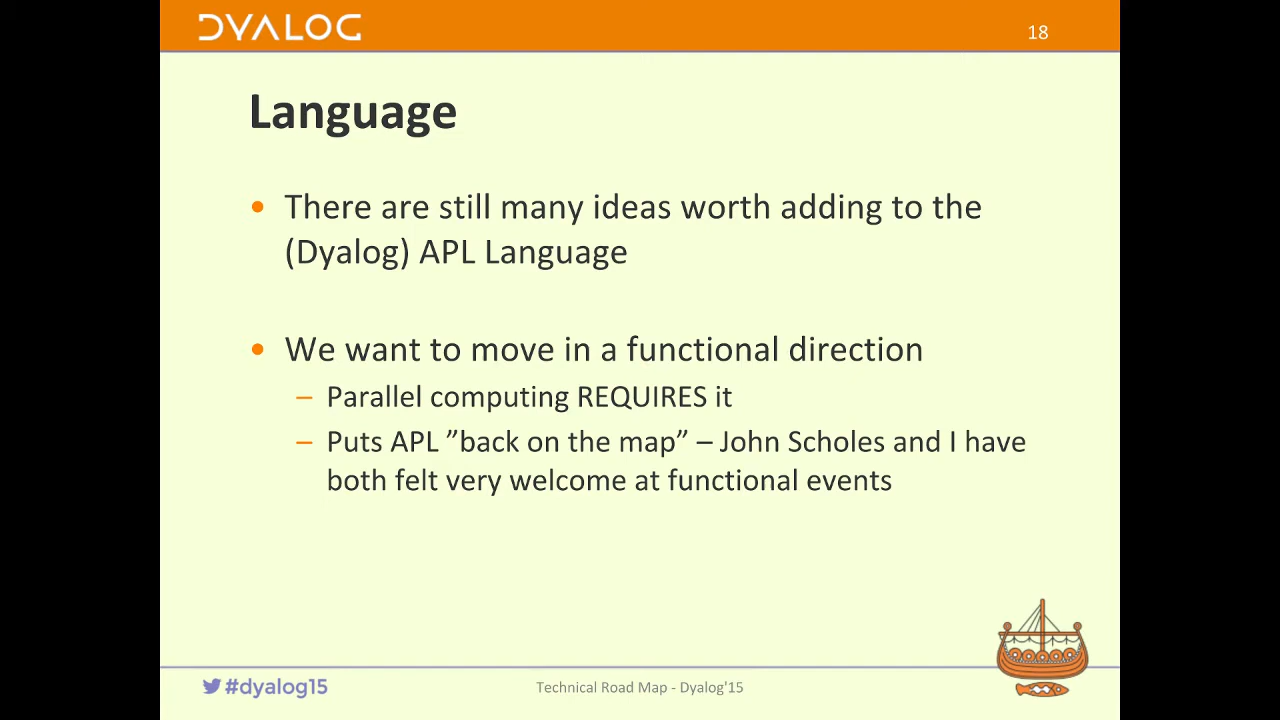 DYALOG
18
Language
• There are still many ideas worth adding to the
(Dyalog) APL Language
• We want to move in a functional direction
– Parallel computing REQUIRES it
– Puts APL ”back on the map” – John Scholes and I have
both felt very welcome at functional events
#dyalog15
Technical Road Map - Dyalog'15